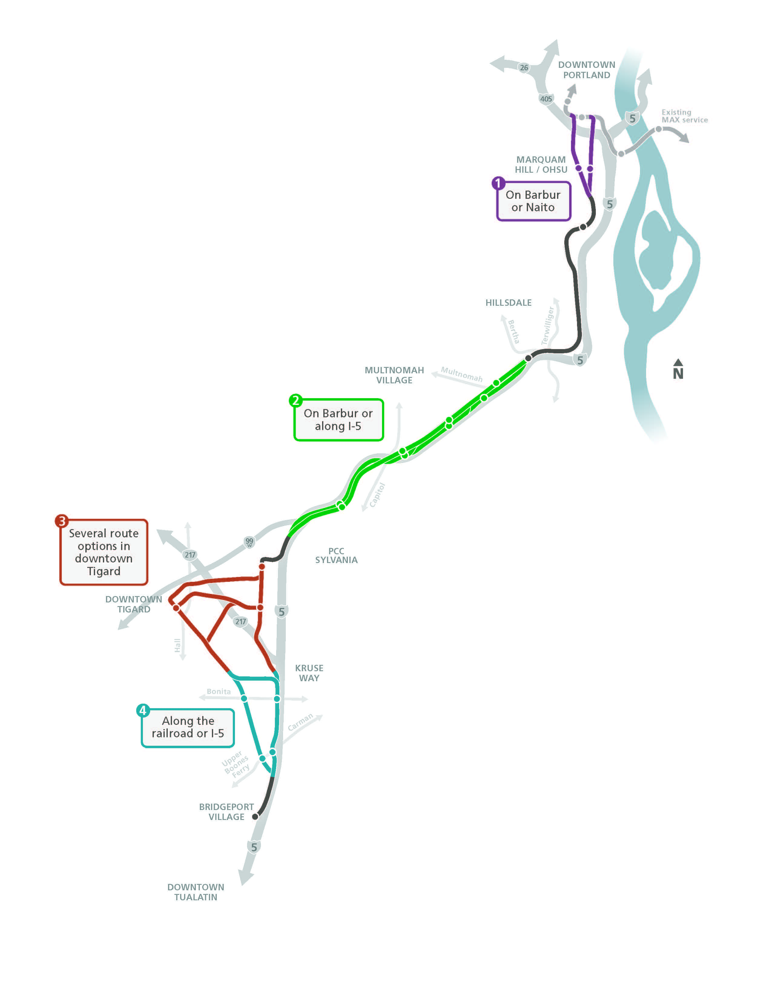 26
DOWNTOWN
PORTLAND
405
5
Existing
MAX service
MARQUAM
HILL / OHSU
1
On Barbur
or Naito
5
HILLSDALE
Bertha
Terwilliger
5
N
MULTNOMAH
VILLAGE
Multnomah
2
On Barbur or
along I-5
Capitol
3
Several route
options in
downtown
Tigard
99
W
217
PCC
SYLVANIA
DOWNTOWN
TIGARD
5
217
Hall
KRUSE
WAY
Bonita
4
Along the
railroad or I-5
Carman
Upper
Boones
Ferry
BRIDGEPORT
VILLAGE
5
DOWNTOWN
TUALATIN